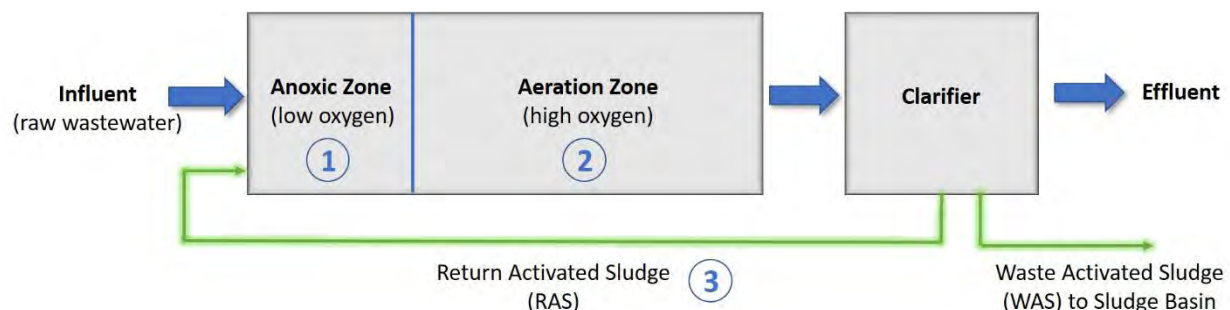 Influent
(raw wastewater)
Anoxic Zone
(low oxygen)
1
Aeration Zone
(high oxygen)
2
Clarifier
Effluent
Return Activated Sludge
(RAS)
3
Waste Activated Sludge
(WAS) to Sludge Basin